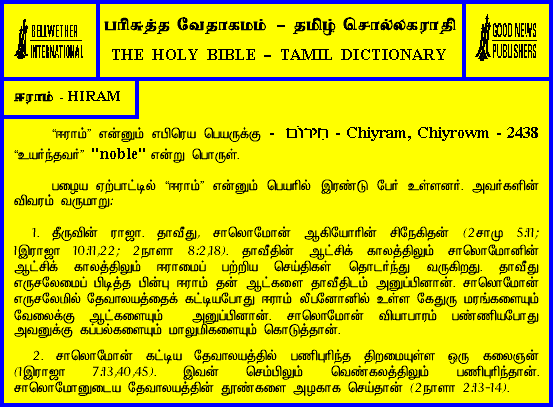 BELLWETHER
INTERNATIONAL
பரிசுத்த வேதாகமம் – தமிழ் சொல்லகராதி
THE HOLY BIBLE – TAMIL DICTIONARY
GOOD NEWS
PUBLISHERS
ஈராம் - HIRAM
“ஈராம்” என்னும் எபிரெய பெயருக்கு - חירום - Chiyram, Chiyrowm - 2438
“உயர்ந்தவர்” "noble" என்று பொருள்.
பழைய ஏற்பாட்டில் “ஈராம்” என்னும் பெயரில் இரண்டு பேர் உள்ளனர். அவர்களின்
விவரம் வருமாறு:
1. தீருவின் ராஜா. தாவீது, சாலொமோன் ஆகியோரின் சிநேகிதன் (2சாமு 5:11;
1இராஜா 10:11,22; 2நாளா 8:2,18). தாவீதின் ஆட்சிக் காலத்திலும் சாலொமோனின்
ஆட்சிக் காலத்திலும் ஈராமைப் பற்றிய செய்திகள் தொடர்ந்து வருகிறது. தாவீது
எருசலேமைப் பிடித்த பின்பு ஈராம் தன் ஆட்களை தாவீதிடம் அனுப்பினான். சாலொமோன்
எருசலேமில் தேவாலயத்தைக் கட்டியபோது ஈராம் லீபனோனில் உள்ள கேதுரு மரங்களையும்
வேலைக்கு ஆட்களையும் அனுப்பினான். சாலொமோன் வியாபாரம் பண்ணியபோது
அவனுக்கு கப்பல்களையும் மாலுமிகளையும் கொடுத்தான்.
2. சாலொமோன் கட்டிய தேவாலயத்தில் பணிபுரிந்த திறமையுள்ள ஒரு கலைஞன்
(1இராஜா 7:13,40,45). இவன் செம்பிலும் வெண்கலத்திலும் பணிபுரிந்தான்.
சாலொமோனுடைய தேவாலயத்தின் தூண்களை அழகாக செய்தான் (2நாளா 2:13-14).